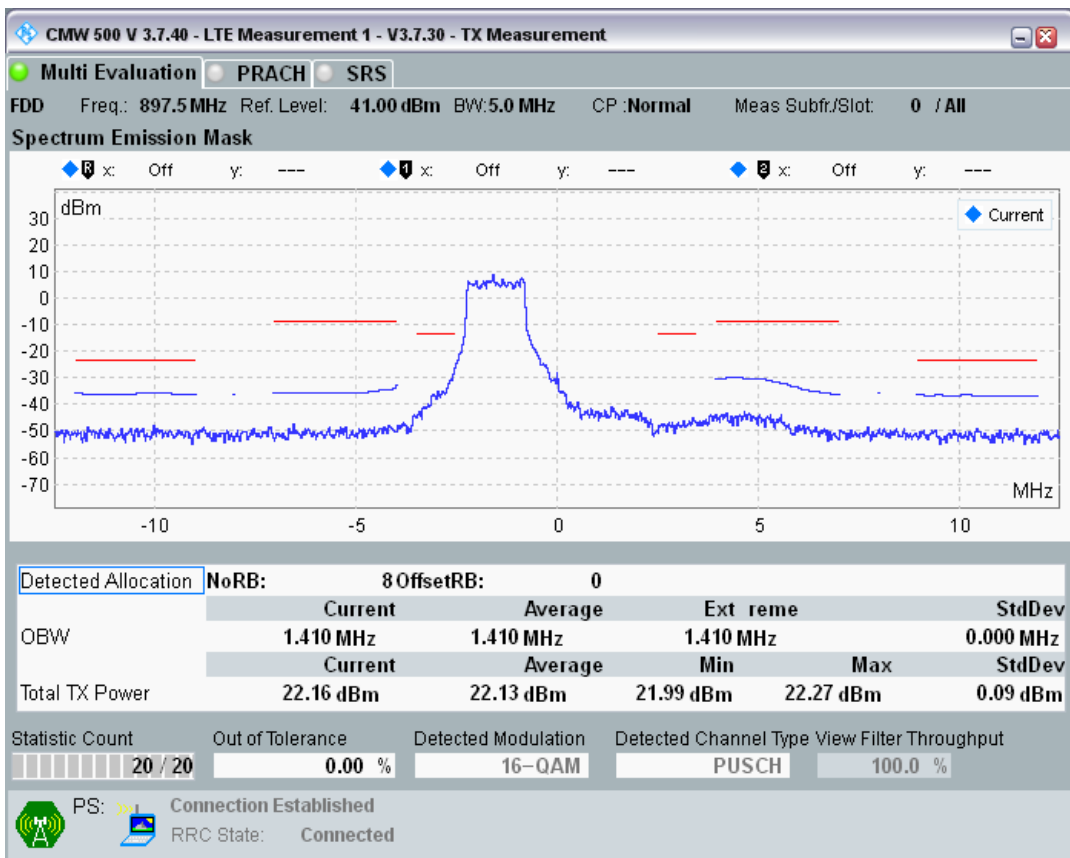 CMW 500 V 3.7.40 - LTE Measurement 1 - V3.7.30 - TX Measurement
Multi Evaluation PRACH SRS
FDD Freq.: 897.5 MHz Ref. Level: 41.00 dBm BW:5.0 MHz CP :Normal Meas Subfr./Slot: 0 / All
Spectrum Emission Mask
R x: Off y: --- 1 x: Off y: --- 2 x: Off y: ---
dBm
Current
30
20
10
0
-10
-20
-30
-40
-50
-60
-70
MHz
-10 -5 0 5 10
Detected Allocation NoRB: 8 OffsetRB: 0
Current Average Ext reme StdDev
OBW 1.410 MHz 1.410 MHz 1.410 MHz 0.000 MHz
Current Average Min Max StdDev
Total TX Power 22.16 dBm 22.13 dBm 21.99 dBm 22.27 dBm 0.09 dBm
Statistic Count Out of Tolerance Detected Modulation Detected Channel Type View Filter Throughput
20 / 20 0.00 % 16-QAM PUSCH 100.0 %
PS: Connection Established
RRC State: Connected